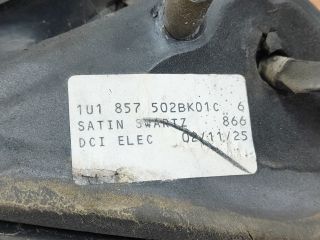 1U1 857 502BK01C 6
SATIN SWARTZ 866
DCI ELEC 02/11/25